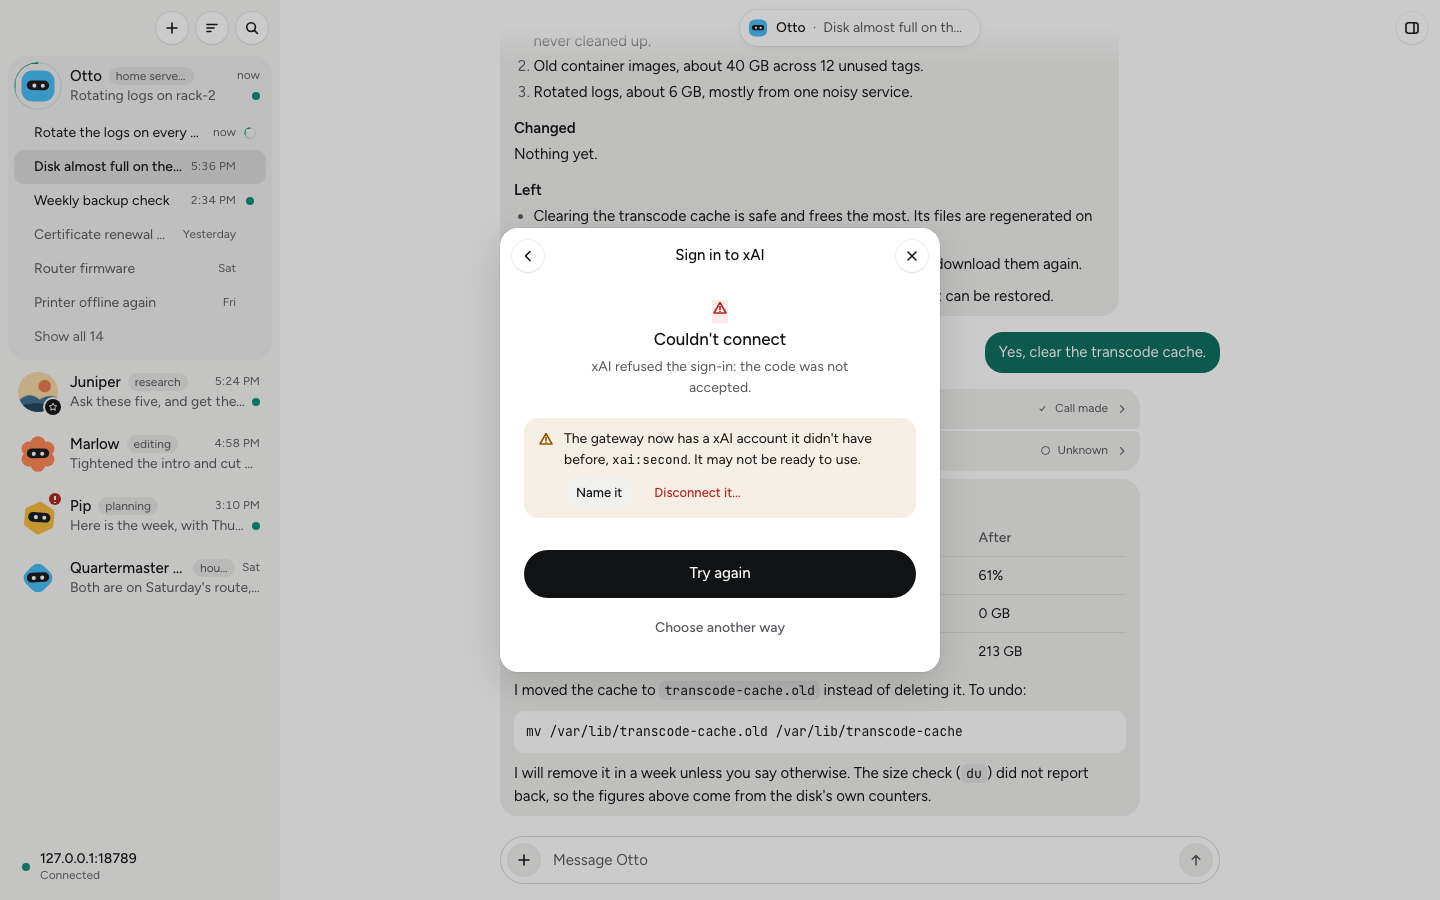 Otto home serve... now
Rotating logs on rack-2
Rotate the logs on every ... now
Disk almost full on the... 5:36 PM
Weekly backup check 2:34 PM
Certificate renewal ... Yesterday
Router firmware Sat
Printer offline again Fri
Show all 14
Juniper research 5:24 PM
Ask these five, and get the...
Marlow editing 4:58 PM
Tightened the intro and cut ...
Pip planning 3:10 PM
Here is the week, with Thu...
Quartermaster ... hou... Sat
Both are on Saturday's route,...
127.0.0.1:18789
Connected
Otto · Disk almost full on th...
never cleaned up.
2. Old container images, about 40 GB across 12 unused tags.
3. Rotated logs, about 6 GB, mostly from one noisy service.
Changed
Nothing yet.
Left
• Clearing the transcode cache is safe and frees the most. Its files are regenerated on
download them again.
can be restored.
Yes, clear the transcode cache.
Call made
Unknown
After
61%
0 GB
213 GB
Sign in to xAI
Couldn't connect
xAI refused the sign-in: the code was not
accepted.
The gateway now has a xAI account it didn't have
before, xai:second. It may not be ready to use.
Name it Disconnect it...
Try again
Choose another way
I moved the cache to transcode-cache.old instead of deleting it. To undo:
mv /var/lib/transcode-cache.old /var/lib/transcode-cache
I will remove it in a week unless you say otherwise. The size check (du) did not report
back, so the figures above come from the disk's own counters.
Message Otto